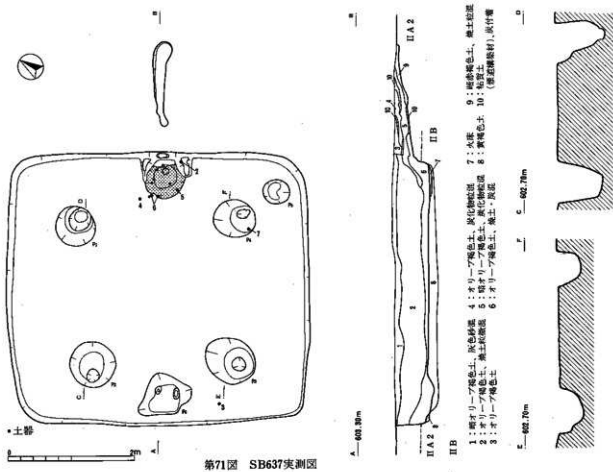 B
B
A
A
603.30m
ⅡA2
ⅡB
ⅡA2
ⅡB
1：暗オリーブ褐色土、灰色砂混
2：オリーブ褐色土、焼土粒微混
3：オリーブ褐色土
4：オリーブ褐色土、炭化物粒混
5：暗オリーブ褐色土、炭化物粒混
6：オリーブ褐色土、焼土・炭混
7：火床
8：黄褐色土
9：暗赤褐色土、焼土粒混
10：粘質土
（煙道構築材）、炭付着
D
C
602.70m
F
E
602.70m
・土器
0
2m
第71図　SB637実測図